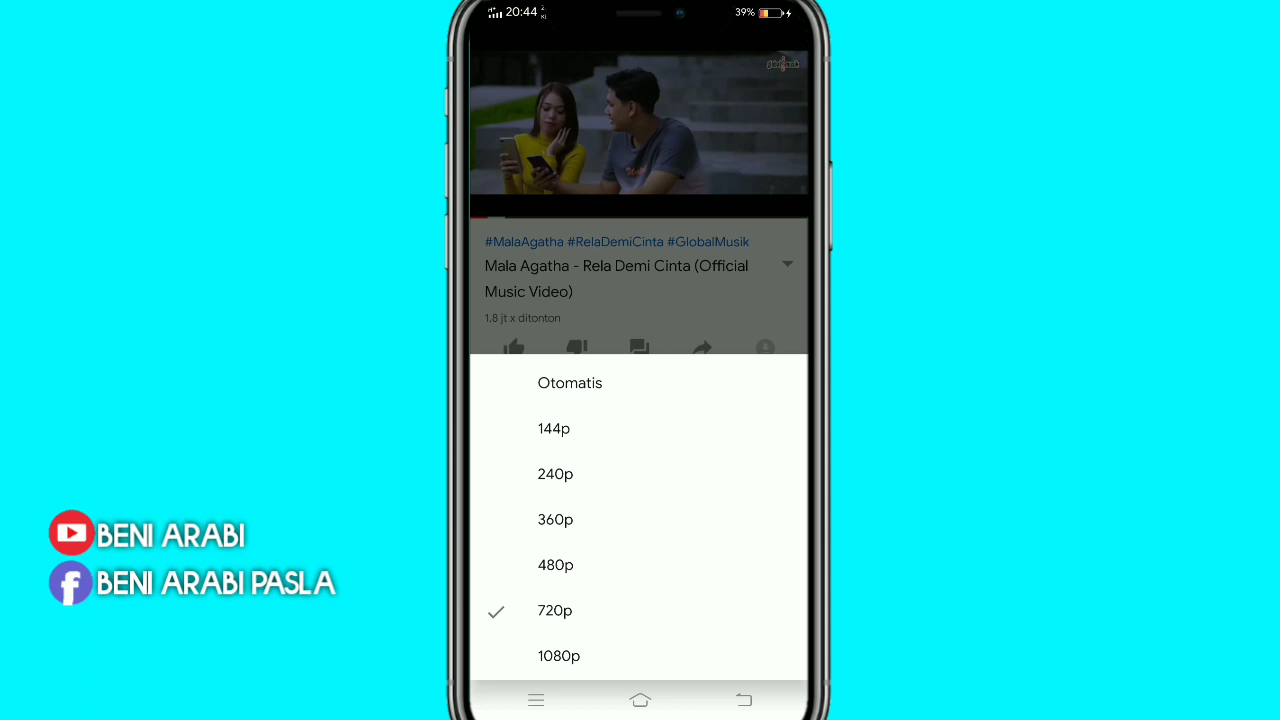 20:44
39%
#MalaAgatha #RelaDemiCinta #GlobalMusik
Mala Agatha - Rela Demi Cinta (Official
Music Video)
1,8 jt x ditonton
Otomatis
144p
240p
360p
480p
720p
1080p
BENI ARABI
BENI ARABI PASLA